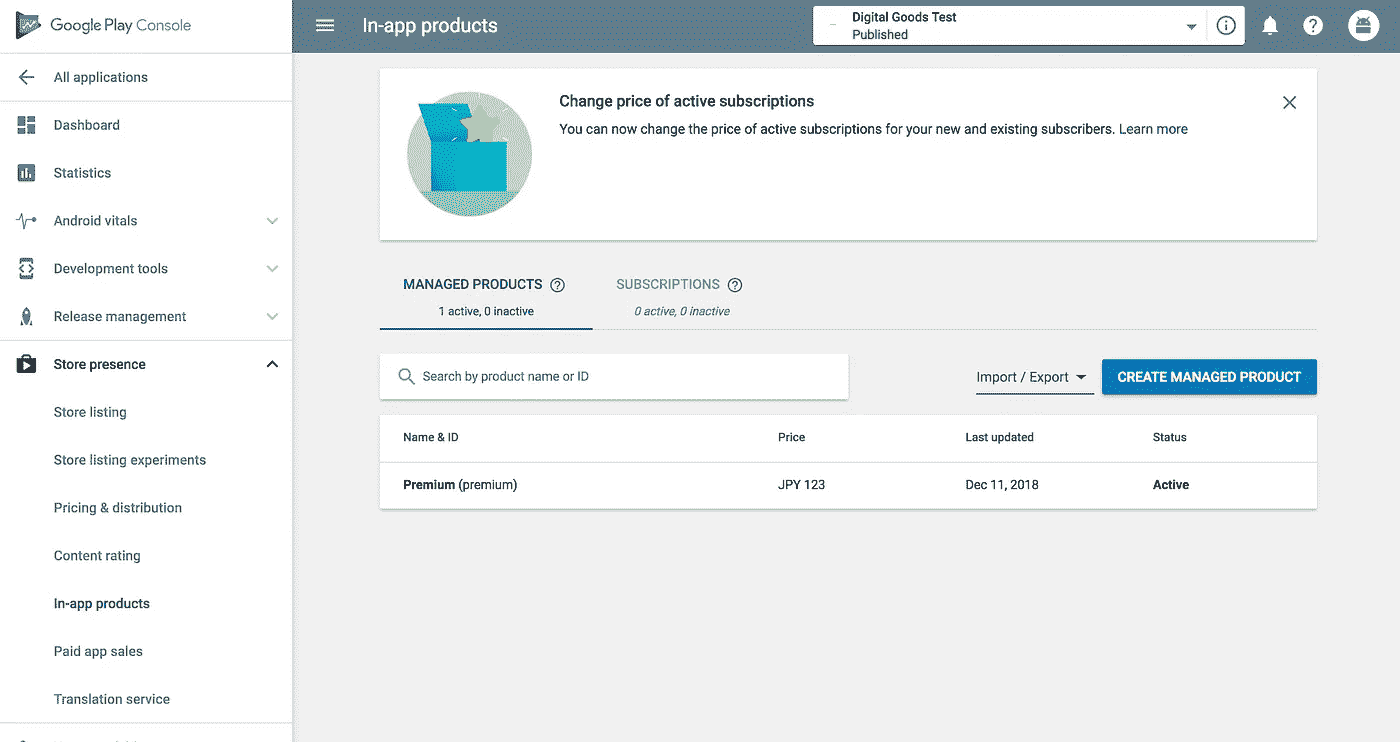 Google Play Console
In-app products
Digital Goods Test
Published
All applications
Dashboard
Statistics
Android vitals
Development tools
Release management
Store presence
Store listing
Store listing experiments
Pricing & distribution
Content rating
In-app products
Paid app sales
Translation service
Change price of active subscriptions
You can now change the price of active subscriptions for your new and existing subscribers. Learn more
MANAGED PRODUCTS
1 active, 0 inactive
SUBSCRIPTIONS
0 active, 0 inactive
Search by product name or ID
Import / Export
CREATE MANAGED PRODUCT
Name & ID Price Last updated Status
Premium (premium) JPY 123 Dec 11, 2018 Active